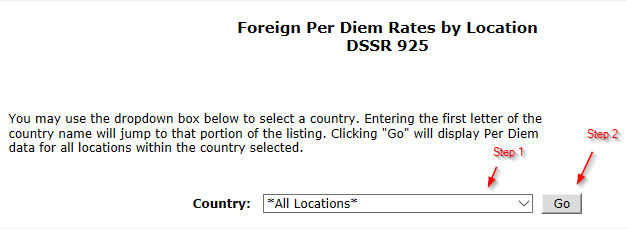 Foreign Per Diem Rates by Location
DSSR 925
You may use the dropdown box below to select a country. Entering the first letter of the
country name will jump to that portion of the listing. Clicking "Go" will display Per Diem
data for all locations within the country selected.
Step 1
Step 2
Country: *All Locations* Go